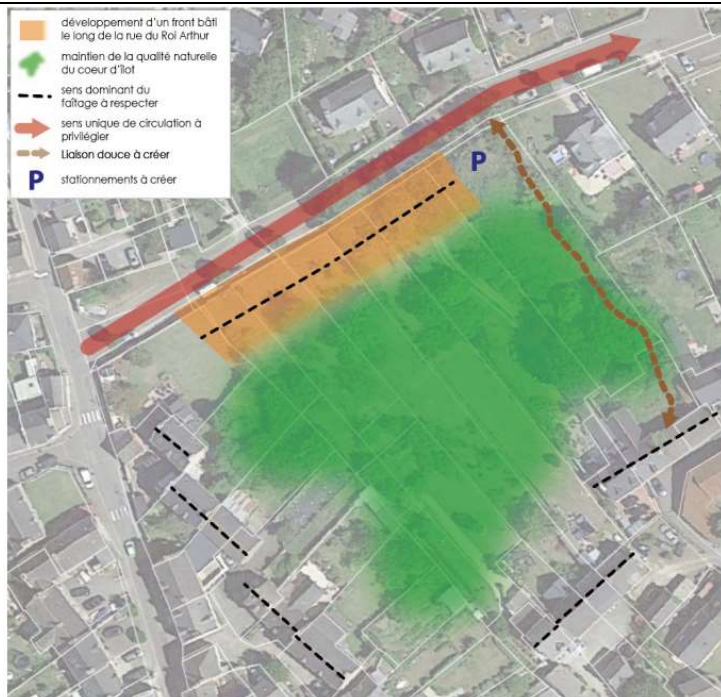 développement d'un front bâti
le long de la rue du Roi Arthur
maintien de la qualité naturelle
du coeur d'îlot
sens dominant du
faîtage à respecter
sens unique de circulation à
privilégier
Liaison douce à créer
P stationnements à créer
P